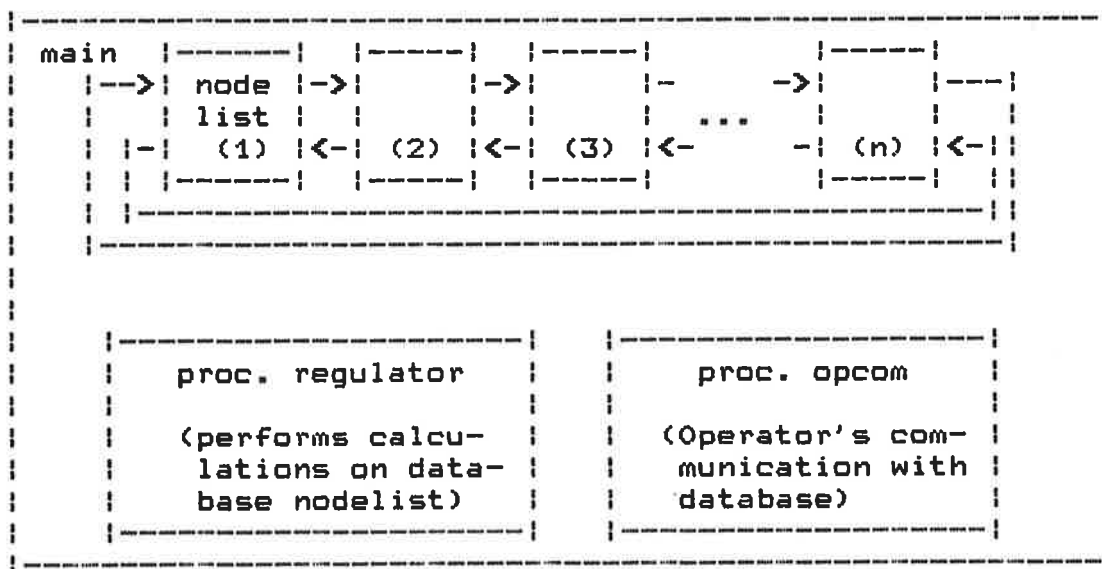 main
node
list ...
(1) (2) (3) (n)
proc. regulator
(performs calcu-
lations on data-
base nodelist)
proc. opcom
(Operator's com-
munication with
database)